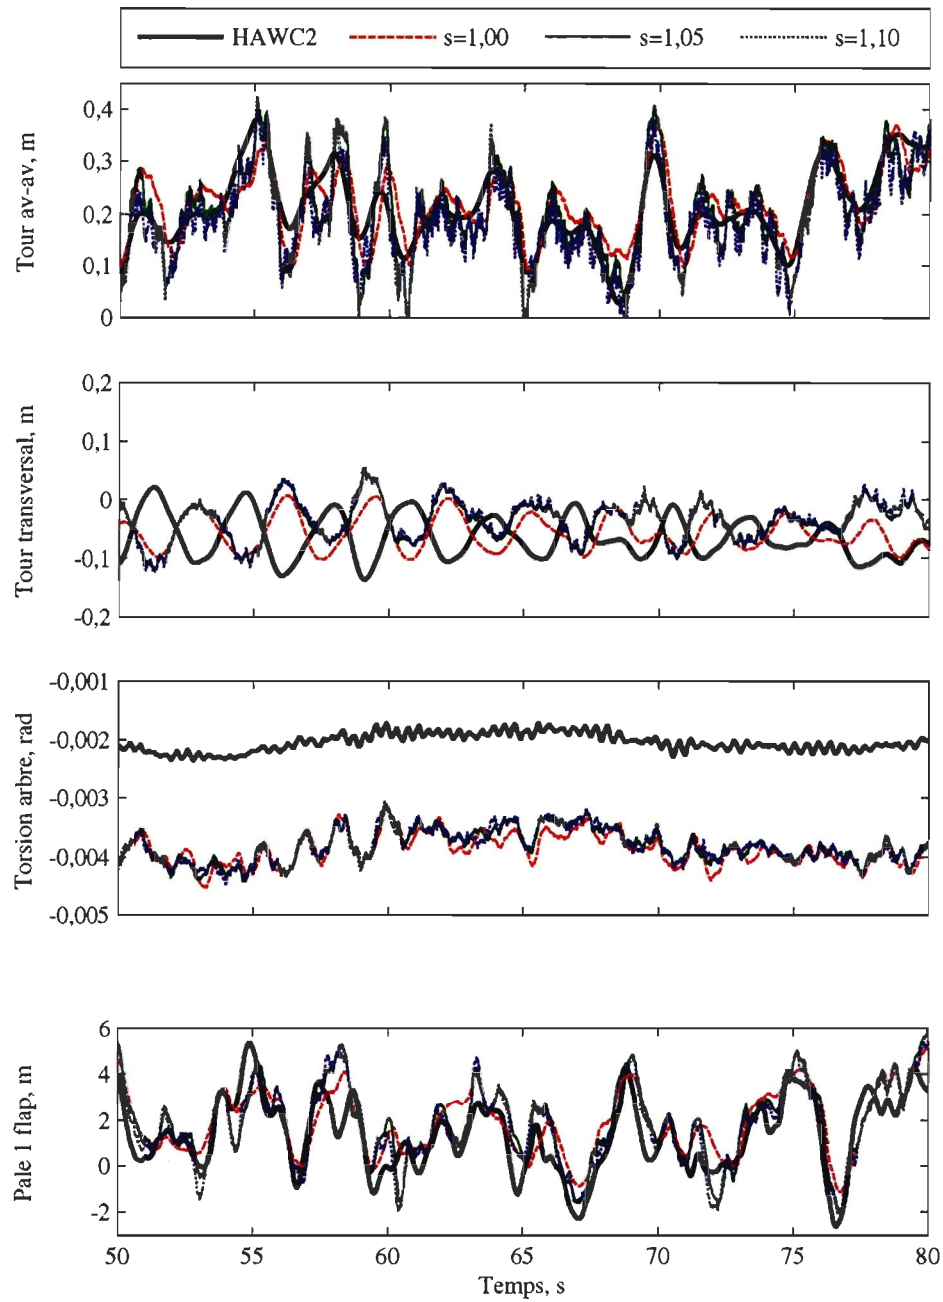 HAWC2 s=1,00 s=1,05 s=1,10
Tour av-av, m
0,4
0,3
0,2
0,1
0
Tour transversal, m
0,2
0,1
0
-0,1
-0,2
Torsion arbre, rad
-0,001
-0,002
-0,003
-0,004
-0,005
Pale 1 flap, m
6
4
2
0
-2
50 55 60 65 70 75 80
Temps, s